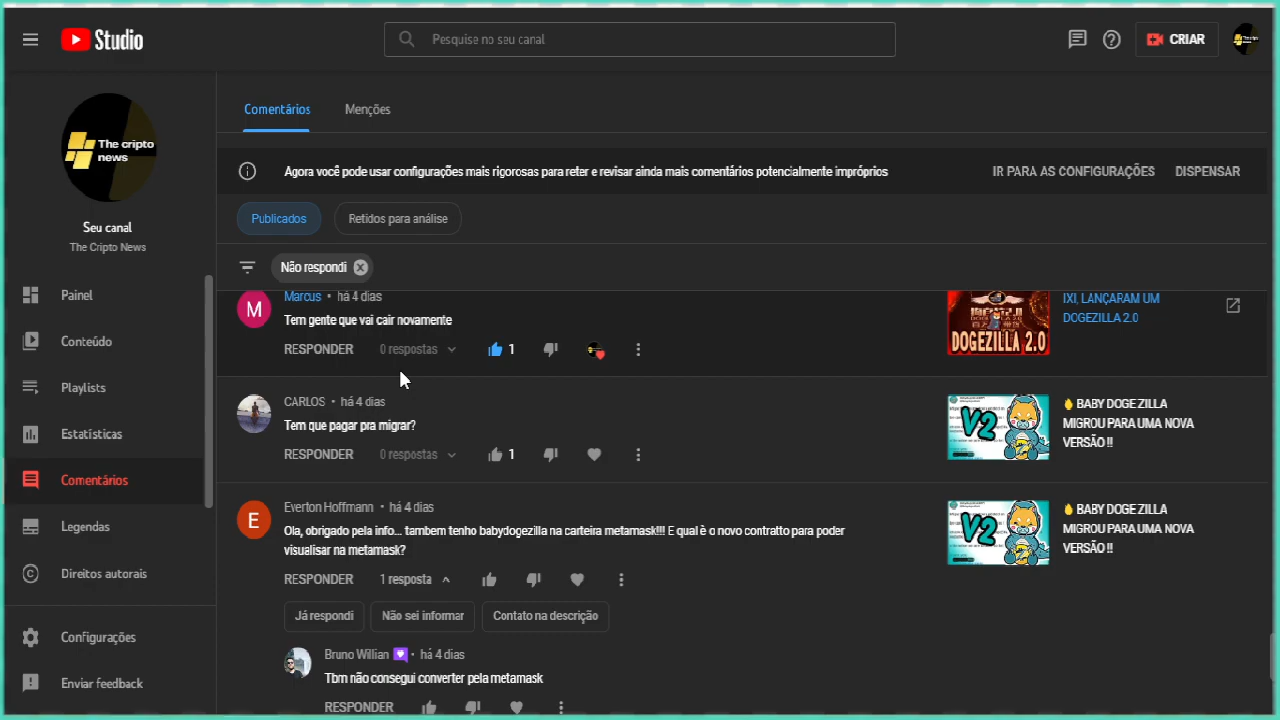 Studio
Pesquise no seu canal
CRIAR
The cripto
news
Seu canal
The Cripto News
Painel
Conteúdo
Playlists
Estatísticas
Comentários
Legendas
Direitos autorais
Configurações
Enviar feedback
Comentários Menções
Agora você pode usar configurações mais rigorosas para reter e revisar ainda mais comentários potencialmente impróprios
IR PARA AS CONFIGURAÇÕES DISPENSAR
Publicados Retidos para análise
Não respondi
Marcus • há 4 dias
Tem gente que vai cair novamente
RESPONDER 0 respostas 1
DOGEZILLA 2.0
IXI, LANÇARAM UM
DOGEZILLA 2.0
CARLOS • há 4 dias
Tem que pagar pra migrar?
RESPONDER 0 respostas 1
V2
BABY DOGE ZILLA
MIGROU PARA UMA NOVA
VERSÃO !!
E
Everton Hoffmann • há 4 dias
Ola, obrigado pela info... tambem tenho babydogezilla na carteira metamask!!! E qual è o novo contratto para poder
visualisar na metamask?
RESPONDER 1 resposta
Já respondi Não sei informar Contato na descrição
V2
BABY DOGE ZILLA
MIGROU PARA UMA NOVA
VERSÃO !!
Bruno Willian • há 4 dias
Tbm não consegui converter pela metamask
RESPONDER